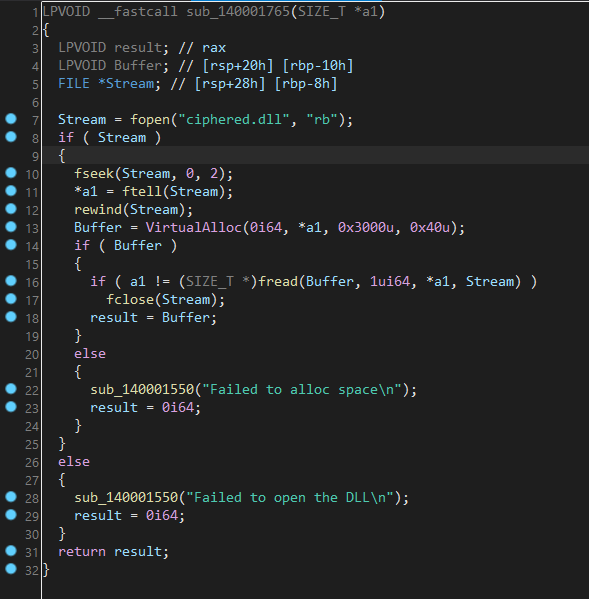 1 LPVOID __fastcall sub_140001765(SIZE_T *a1)
2 {
3   LPVOID result; // rax
4   LPVOID Buffer; // [rsp+20h] [rbp-10h]
5   FILE *Stream; // [rsp+28h] [rbp-8h]
6
7   Stream = fopen("ciphered.dll", "rb");
8   if ( Stream )
9   {
10     fseek(Stream, 0, 2);
11     *a1 = ftell(Stream);
12     rewind(Stream);
13     Buffer = VirtualAlloc(0i64, *a1, 0x3000u, 0x40u);
14     if ( Buffer )
15     {
16       if ( a1 != (SIZE_T *)fread(Buffer, 1ui64, *a1, Stream) )
17         fclose(Stream);
18       result = Buffer;
19     }
20     else
21     {
22       sub_140001550("Failed to alloc space\n");
23       result = 0i64;
24     }
25   }
26   else
27   {
28     sub_140001550("Failed to open the DLL\n");
29     result = 0i64;
30   }
31   return result;
32 }